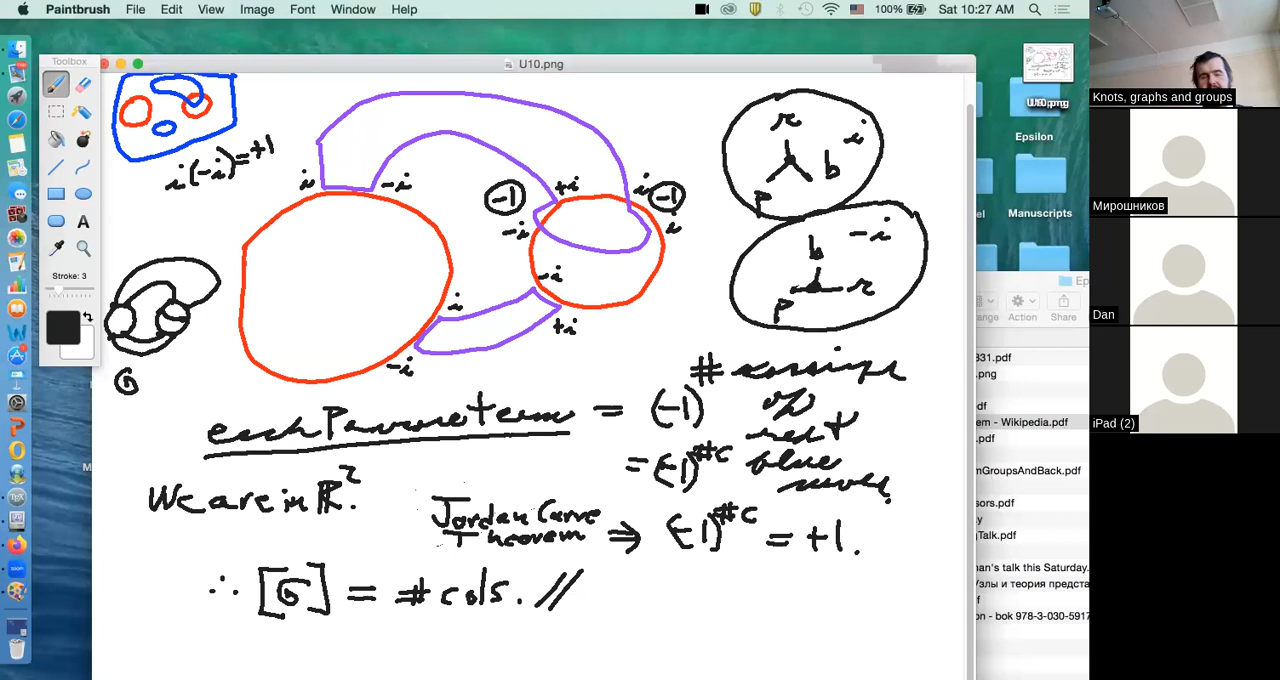 Paintbrush File Edit View Image Font Window Help
100% Sat 10:27 AM
Toolbox
U10.png
Stroke: 3
A
i(-i)=+1
i -i
-1 +i i -1
-i i
-i
i +i
-i
G
r i
p b
b -i
p r
each Penrose term = (-1)^# crossings
of
red +
blue
curves.
= (-1)^#c
We are in R².
Jordan Curve
Theorem ⇒ (-1)^#c = +1.
∴ [G] = # cols. //
U10.png
Epsilon
Manuscripts
Action Share
831.pdf
.png
em - Wikipedia.pdf
mGroupsAndBack.pdf
sors.pdf
gTalk.pdf
an's talk this Saturday.
Узлы и теория предста
on - bok 978-3-030-5917
Knots, graphs and groups
Мирошников
Dan
iPad (2)